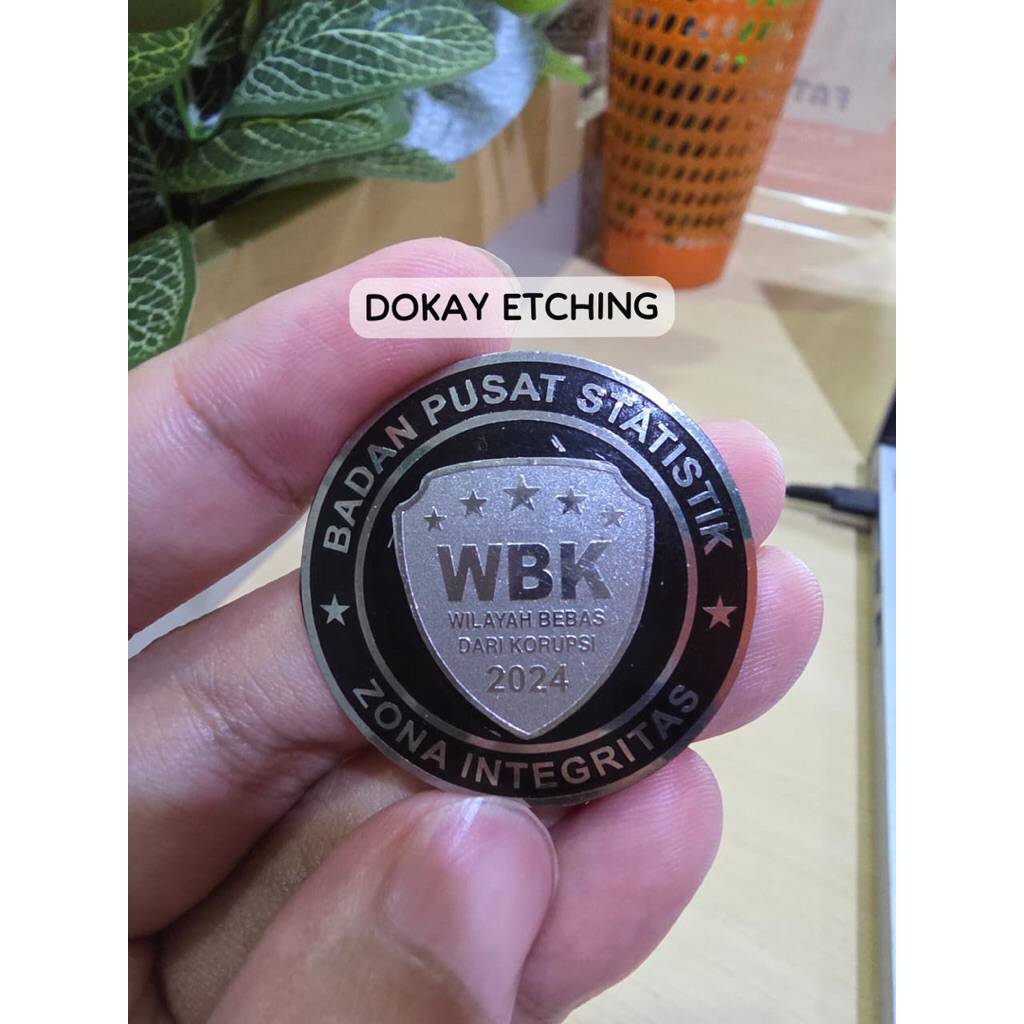 DOKAY ETCHING
BADAN PUSAT STATISTIK
WBK
WILAYAH BEBAS
DARI KORUPSI
2024
ZONA INTEGRITAS